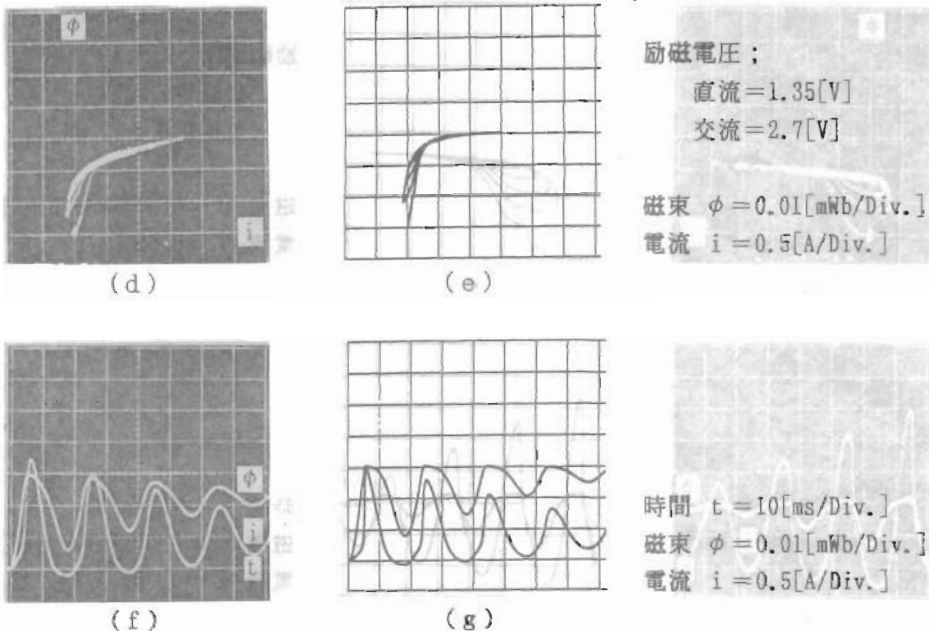 φ
i
(d)
(e)
励磁電圧;
直流=1.35[V]
交流=2.7[V]
磁束 φ=0.01[mWb/Div.]
電流 i=0.5[A/Div.]
φ
i
t
(f)
(g)
時間 t=10[ms/Div.]
磁束 φ=0.01[mWb/Div.]
電流 i=0.5[A/Div.]